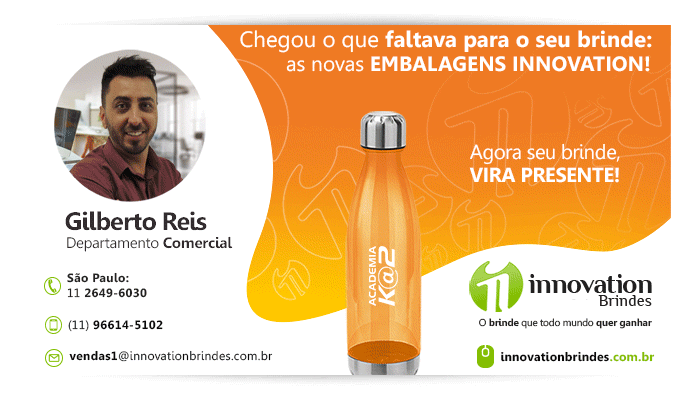 Chegou o que faltava para o seu brinde:
as novas EMBALAGENS INNOVATION!
Agora seu brinde,
VIRA PRESENTE!
Gilberto Reis
Departamento Comercial
São Paulo:
11 2649-6030
(11) 96614-5102
vendas1@innovationbrindes.com.br
ACADEMIA
K@2
innovation
Brindes
O brinde que todo mundo quer ganhar
innovationbrindes.com.br